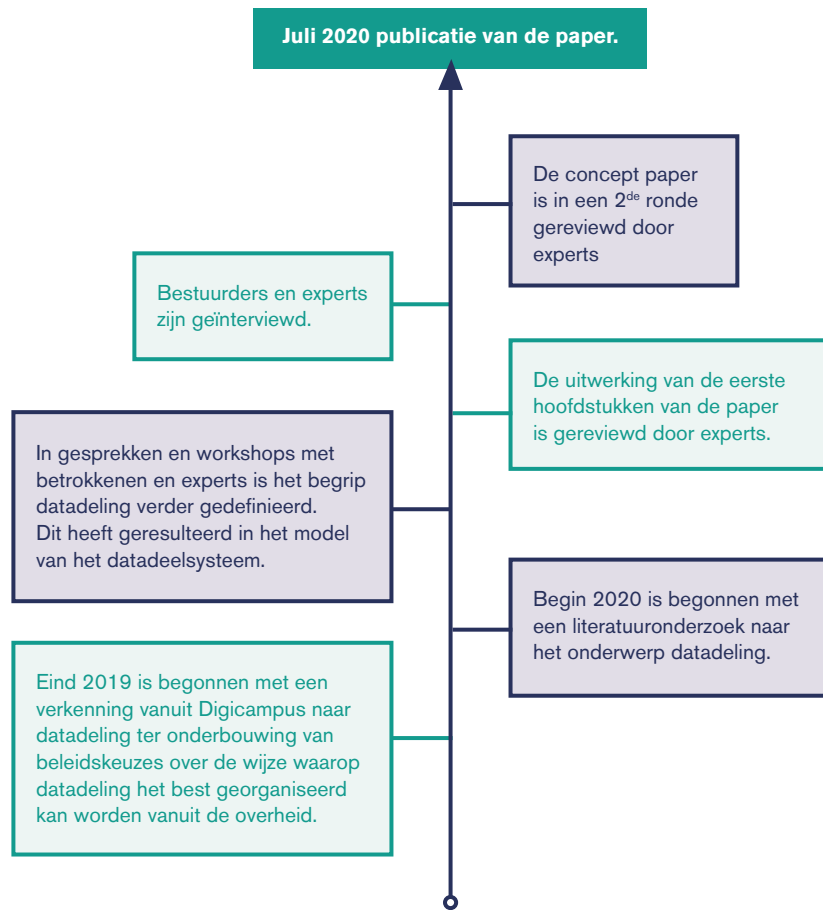 Juli 2020 publicatie van de paper.
De concept paper
is in een 2de ronde
gereviewd door
experts
Bestuurders en experts
zijn geïnterviewd.
De uitwerking van de eerste
hoofdstukken van de paper
is gereviewd door experts.
In gesprekken en workshops met
betrokkenen en experts is het begrip
datadeling verder gedefinieerd.
Dit heeft geresulteerd in het model
van het datadeelsysteem.
Begin 2020 is begonnen met
een literatuuronderzoek naar
het onderwerp datadeling.
Eind 2019 is begonnen met een
verkenning vanuit Digicampus naar
datadeling ter onderbouwing van
beleidskeuzes over de wijze waarop
datadeling het best georganiseerd
kan worden vanuit de overheid.